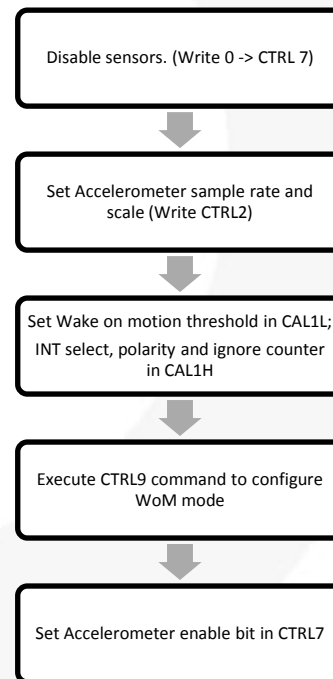 Disable sensors. (Write 0 -> CTRL 7)
Set Accelerometer sample rate and
scale (Write CTRL2)
Set Wake on motion threshold in CAL1L;
INT select, polarity and ignore counter
in CAL1H
Execute CTRL9 command to configure
WoM mode
Set Accelerometer enable bit in CTRL7